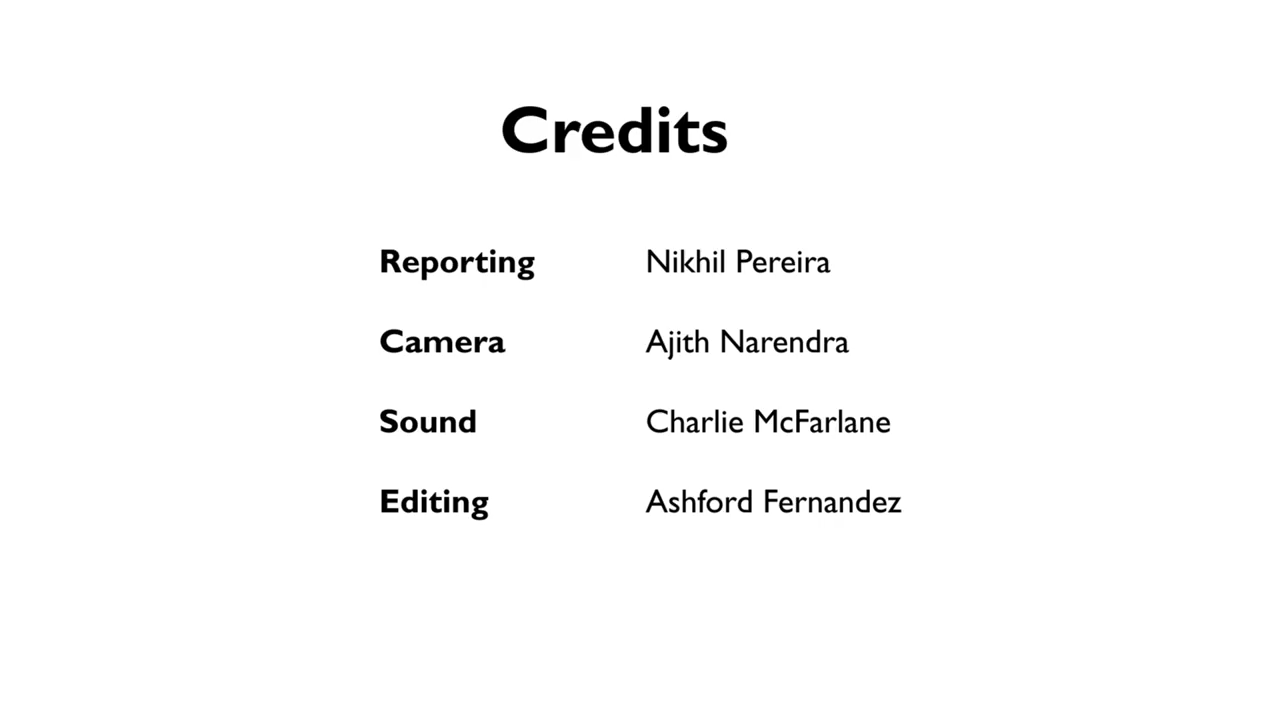 Credits
Reporting Nikhil Pereira
Camera Ajith Narendra
Sound Charlie McFarlane
Editing Ashford Fernandez